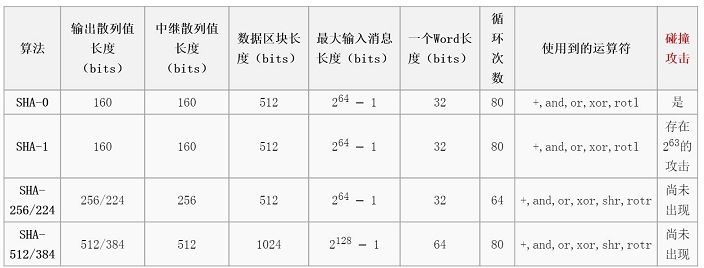 算法 输出散列值长度（bits） 中继散列值长度（bits） 数据区块长度（bits） 最大输入消息长度（bits） 一个Word长度（bits） 循环次数 使用到的运算符 碰撞攻击
SHA-0 160 160 512 2^64 − 1 32 80 +,and,or,xor,rotl 是
SHA-1 160 160 512 2^64 − 1 32 80 +,and,or,xor,rotl 存在2^63的攻击
SHA-256/224 256/224 256 512 2^64 − 1 32 64 +,and,or,xor,shr,rotr 尚未出现
SHA-512/384 512/384 512 1024 2^128 − 1 64 80 +,and,or,xor,shr,rotr 尚未出现